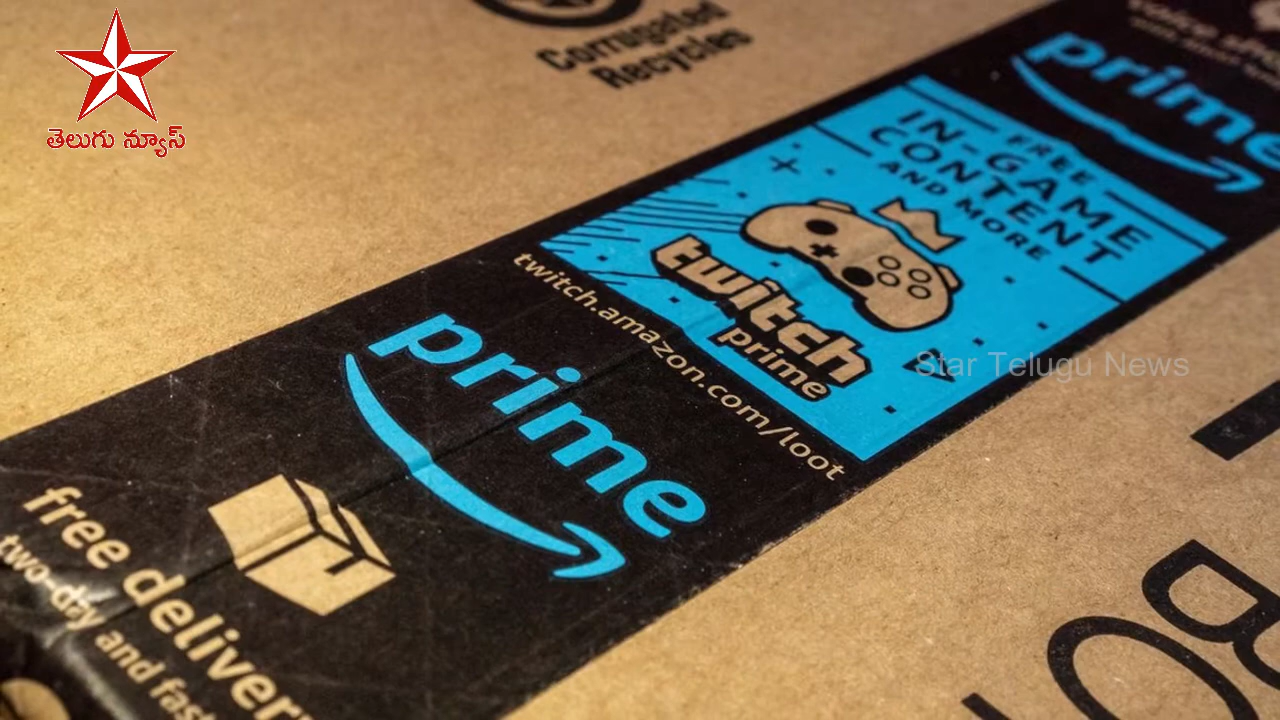 తెలుగు న్యూస్
Corrugated
Recycles
prime
FREE
IN-GAME
CONTENT
AND MORE
twitch
prime
twitch.amazon.com/loot
Star Telugu News
prime
free delivery
two-day and fast